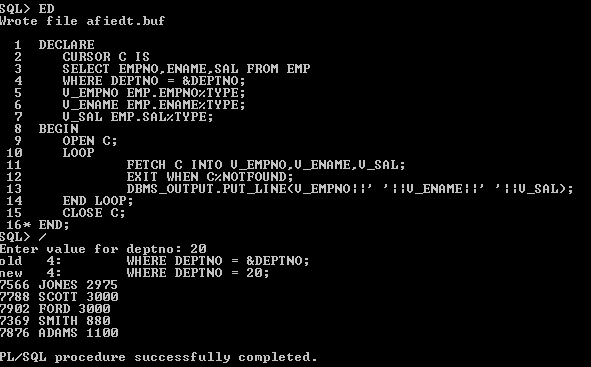 SQL> ED
Wrote file afiedt.buf
1 DECLARE
2 CURSOR C IS
3 SELECT EMPNO,ENAME,SAL FROM EMP
4 WHERE DEPTNO = &DEPTNO;
5 V_EMPNO EMP.EMPNO%TYPE;
6 V_ENAME EMP.ENAME%TYPE;
7 V_SAL EMP.SAL%TYPE;
8 BEGIN
9 OPEN C;
10 LOOP
11 FETCH C INTO V_EMPNO,V_ENAME,V_SAL;
12 EXIT WHEN C%NOTFOUND;
13 DBMS_OUTPUT.PUT_LINE(V_EMPNO||' '||V_ENAME||' '||V_SAL);
14 END LOOP;
15 CLOSE C;
16* END;
SQL> /
Enter value for deptno: 20
old 4: WHERE DEPTNO = &DEPTNO;
new 4: WHERE DEPTNO = 20;
7566 JONES 2975
7788 SCOTT 3000
7902 FORD 3000
7369 SMITH 880
7876 ADAMS 1100
PL/SQL procedure successfully completed.